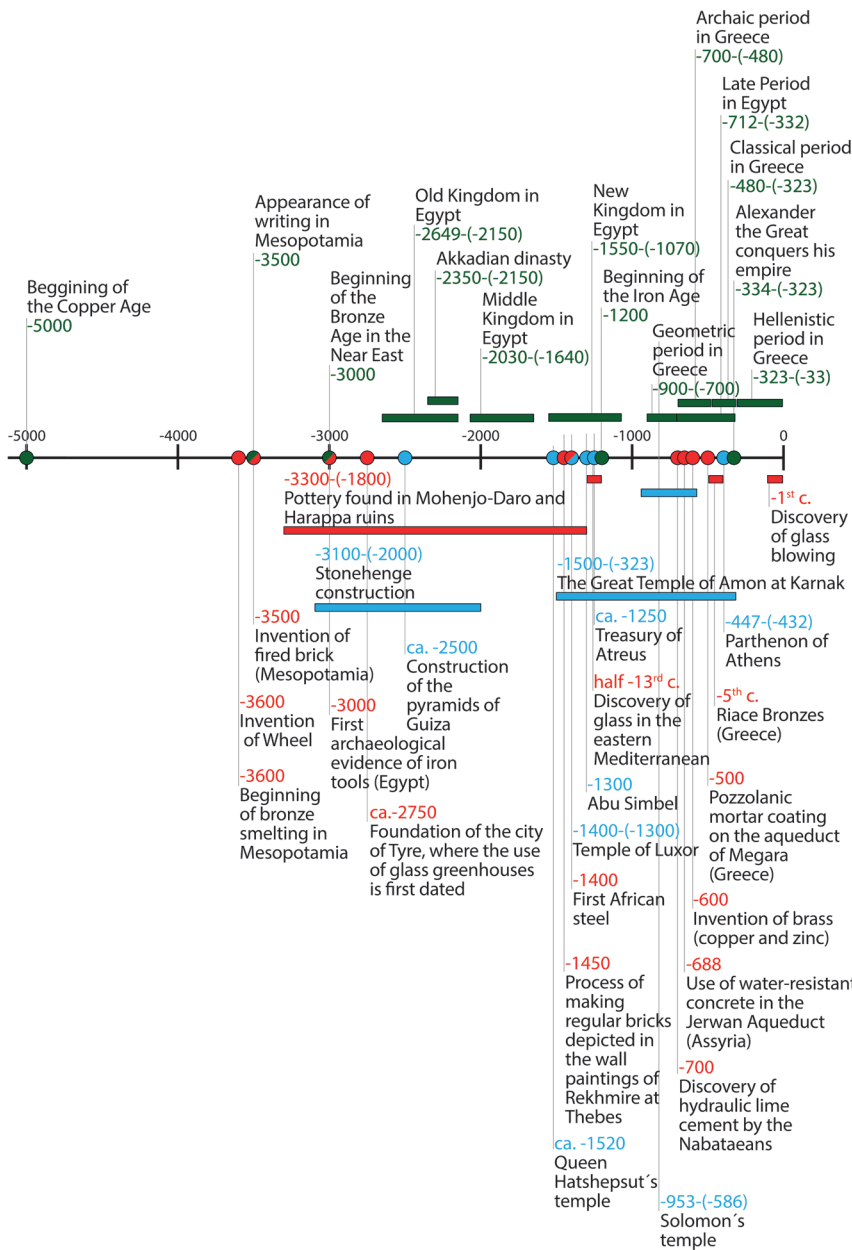 Archaic period
in Greece
-700-(-480)
Late Period
in Egypt
-712-(-332)
Classical period
in Greece
-480-(-323)
Appearance of
writing in
Mesopotamia
-3500
Old Kingdom in
Egypt
-2649-(-2150)
New
Kingdom in
Egypt
-1550-(-1070)
Alexander
the Great
conquers his
empire
-334-(-323)
Akkadian dinasty
-2350-(-2150)
Beggining of
the Copper Age
-5000
Beginning
of the
Bronze
Age in the
Near East
-3000
Middle
Kingdom in
Egypt
-2030-(-1640)
Beginning of
the Iron Age
-1200
Geometric
period in
Greece
-900-(-700)
Hellenistic
period in
Greece
-323-(-33)
-5000
-4000
-3000
-2000
-1000
0
-3300-(-1800)
Pottery found in Mohenjo-Daro and
Harappa ruins
-1st c.
Discovery
of glass
blowing
-3100-(-2000)
Stonehenge
construction
-1500-(-323)
The Great Temple of Amon at Karnak
-3500
Invention of
fired brick
(Mesopotamia)
ca. -2500
Construction
of the
pyramids of
Guiza
ca. -1250
Treasury of
Atreus
-447-(-432)
Parthenon of
Athens
half -13rd c.
Discovery of
glass in the
eastern
Mediterranean
-5th c.
Riace Bronzes
(Greece)
-3600
Invention
of Wheel
-3000
First
archaeological
evidence of iron
tools (Egypt)
-3600
Beginning
of bronze
smelting in
Mesopotamia
ca.-2750
Foundation of the city
of Tyre, where the use
of glass greenhouses
is first dated
-1300
Abu Simbel
-500
Pozzolanic
mortar coating
on the aqueduct
of Megara
(Greece)
-1400-(-1300)
Temple of Luxor
-1400
First African
steel
-600
Invention of brass
(copper and zinc)
-1450
Process of
making
regular bricks
depicted in
the wall
paintings of
Rekhmire at
Thebes
-688
Use of water-resistant
concrete in the
Jerwan Aqueduct
(Assyria)
-700
Discovery of
hydraulic lime
cement by the
Nabataeans
ca. -1520
Queen
Hatshepsut´s
temple
-953-(-586)
Solomon´s
temple